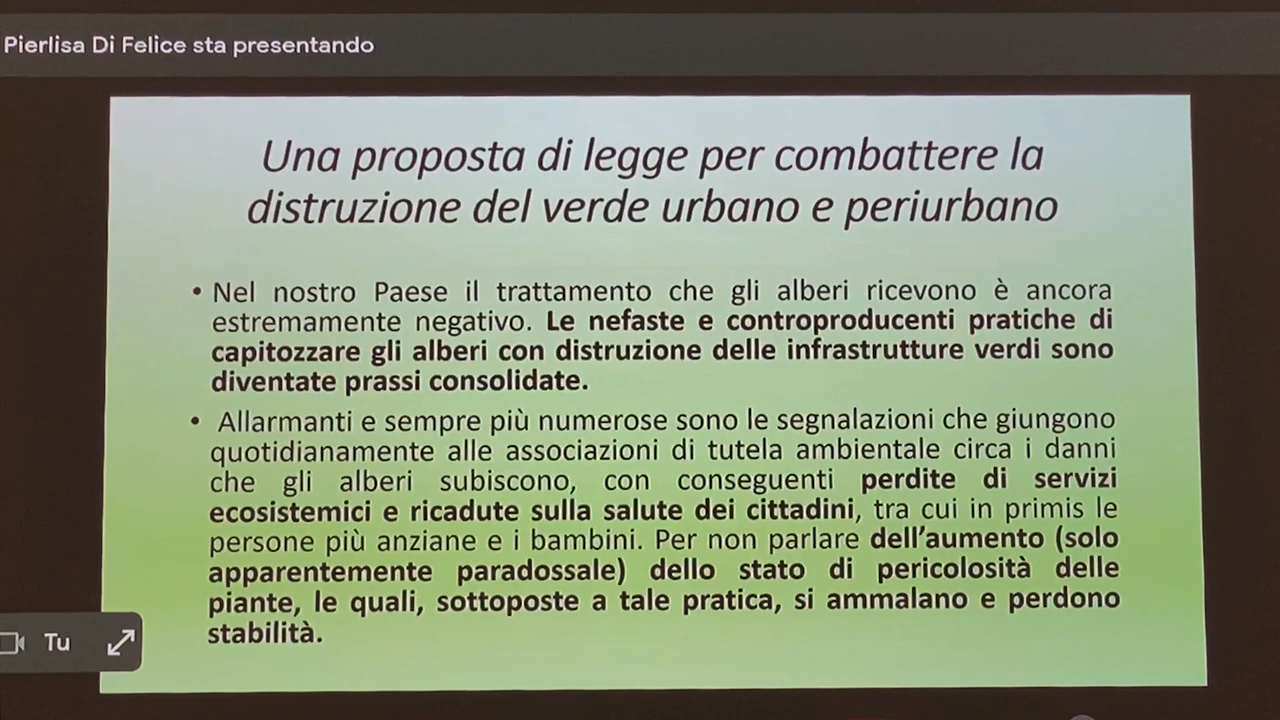 Pierlisa Di Felice sta presentando
Una proposta di legge per combattere la
distruzione del verde urbano e periurbano
• Nel nostro Paese il trattamento che gli alberi ricevono è ancora
estremamente negativo. Le nefaste e controproducenti pratiche di
capitozzare gli alberi con distruzione delle infrastrutture verdi sono
diventate prassi consolidate.
• Allarmanti e sempre più numerose sono le segnalazioni che giungono
quotidianamente alle associazioni di tutela ambientale circa i danni
che gli alberi subiscono, con conseguenti perdite di servizi
ecosistemici e ricadute sulla salute dei cittadini, tra cui in primis le
persone più anziane e i bambini. Per non parlare dell'aumento (solo
apparentemente paradossale) dello stato di pericolosità delle
piante, le quali, sottoposte a tale pratica, si ammalano e perdono
stabilità.
Tu